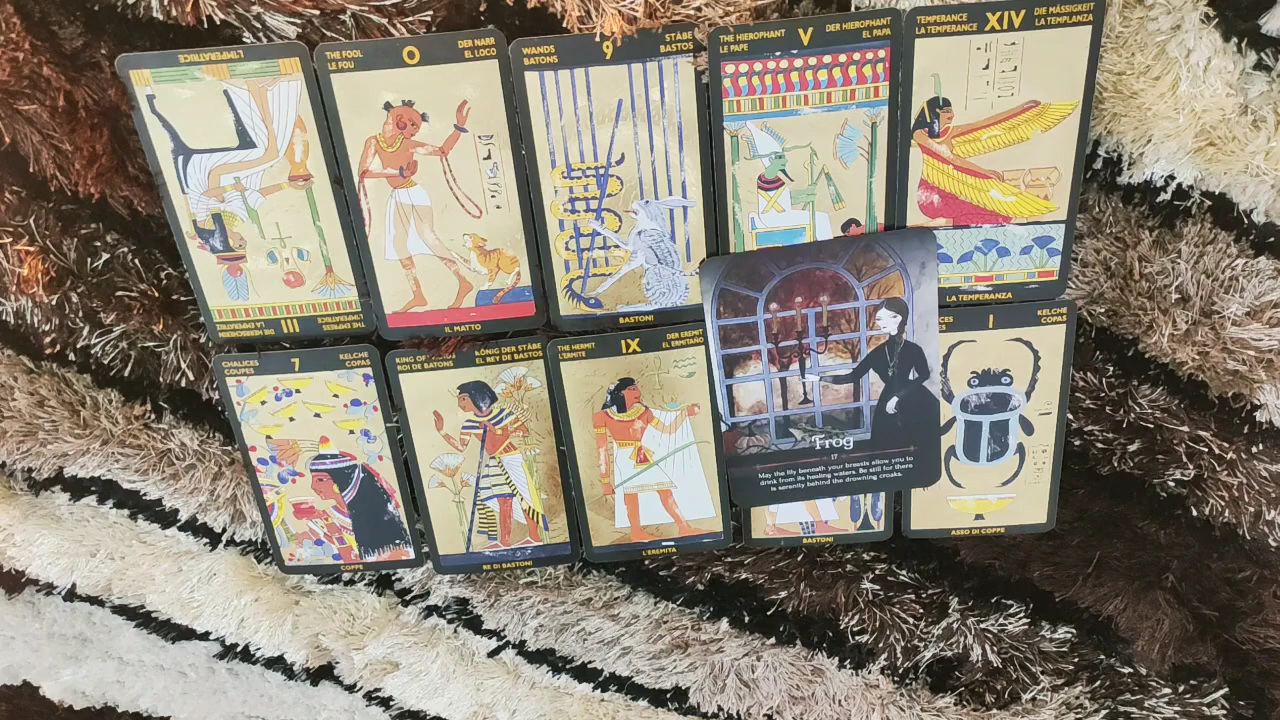 L'IMPERATRICE
III
THE EMPRESS
L'IMPERATRICE
DIE HERRSCHERIN
LA EMPERATRIZ
THE FOOL
LE FOU
0
DER NARR
EL LOCO
IL MATTO
WANDS
BATONS
9
STÄBE
BASTOS
BASTONI
THE HIEROPHANT
LE PAPE
V
DER HIEROPHANT
EL PAPA
TEMPERANCE
LA TEMPERANCE
XIV
DIE MÄSSIGKEIT
LA TEMPLANZA
LA TEMPERANZA
CHALICES
COUPES
7
KELCHE
COPAS
COPPE
KING OF
ROI DE BATONS
KÖNIG DER STÄBE
EL REY DE BASTOS
RE DI BASTONI
THE HERMIT
L'ERMITE
IX
DER EREMIT
EL ERMITAÑO
L'EREMITA
Frog
17
May the lily beneath your breasts allow you to
drink from its healing waters. Be still for there
is serenity behind the drowning croaks.
BASTONI
I
KELCHE
COPAS
ASSO DI COPPE